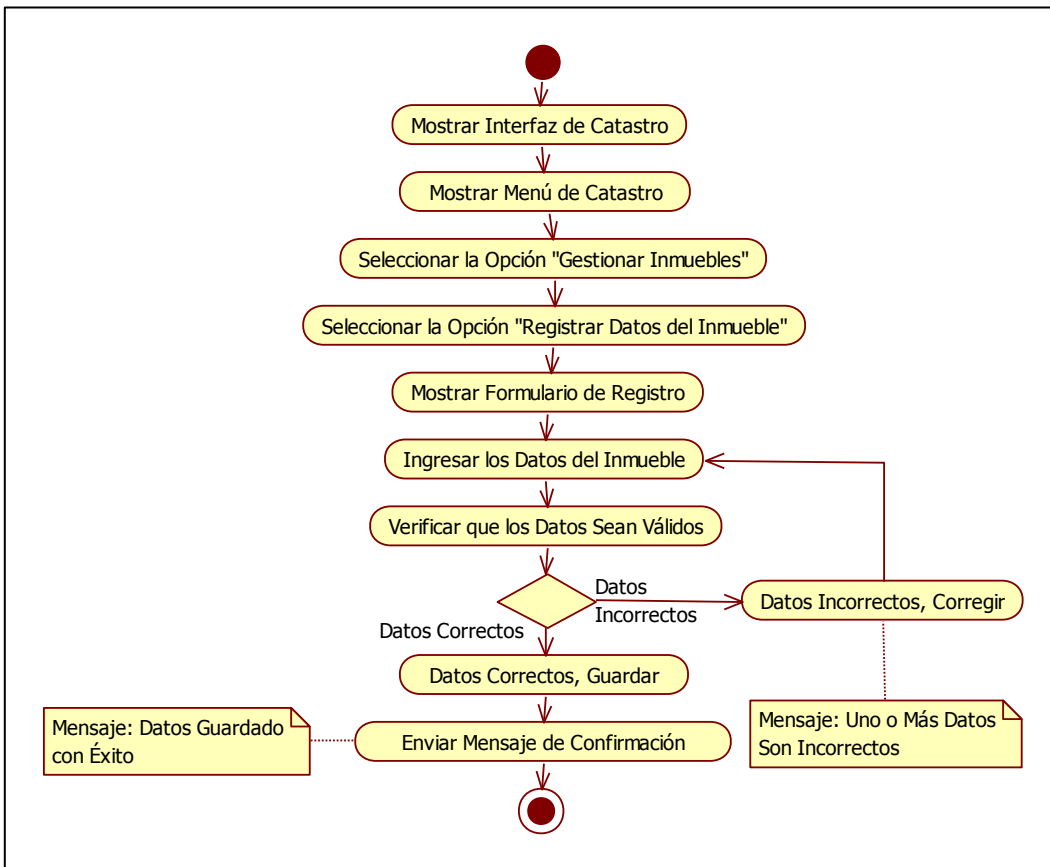 Mostrar Interfaz de Catastro
Mostrar Menú de Catastro
Seleccionar la Opción "Gestionar Inmuebles"
Seleccionar la Opción "Registrar Datos del Inmueble"
Mostrar Formulario de Registro
Ingresar los Datos del Inmueble
Verificar que los Datos Sean Válidos
Datos
Incorrectos
Datos Incorrectos, Corregir
Datos Correctos
Datos Correctos, Guardar
Mensaje: Uno o Más Datos
Son Incorrectos
Mensaje: Datos Guardado
con Éxito
Enviar Mensaje de Confirmación